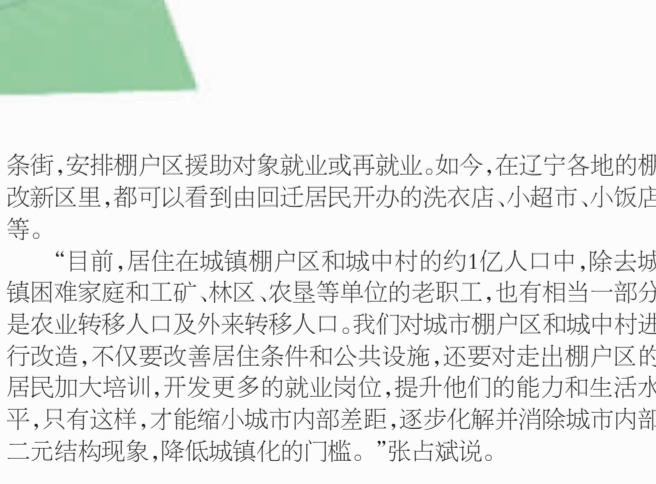 条街,安排棚户区援助对象就业或再就业。如今,在辽宁各地的棚
改新区里,都可以看到由回迁居民开办的洗衣店、小超市、小饭店
等。
“目前,居住在城镇棚户区和城中村的约1亿人口中,除去城
镇困难家庭和工矿、林区、农垦等单位的老职工,也有相当一部分
是农业转移人口及外来转移人口。我们对城市棚户区和城中村进
行改造,不仅要改善居住条件和公共设施,还要对走出棚户区的
居民加大培训,开发更多的就业岗位,提升他们的能力和生活水
平,只有这样,才能缩小城市内部差距,逐步化解并消除城市内部
二元结构现象,降低城镇化的门槛。”张占斌说。